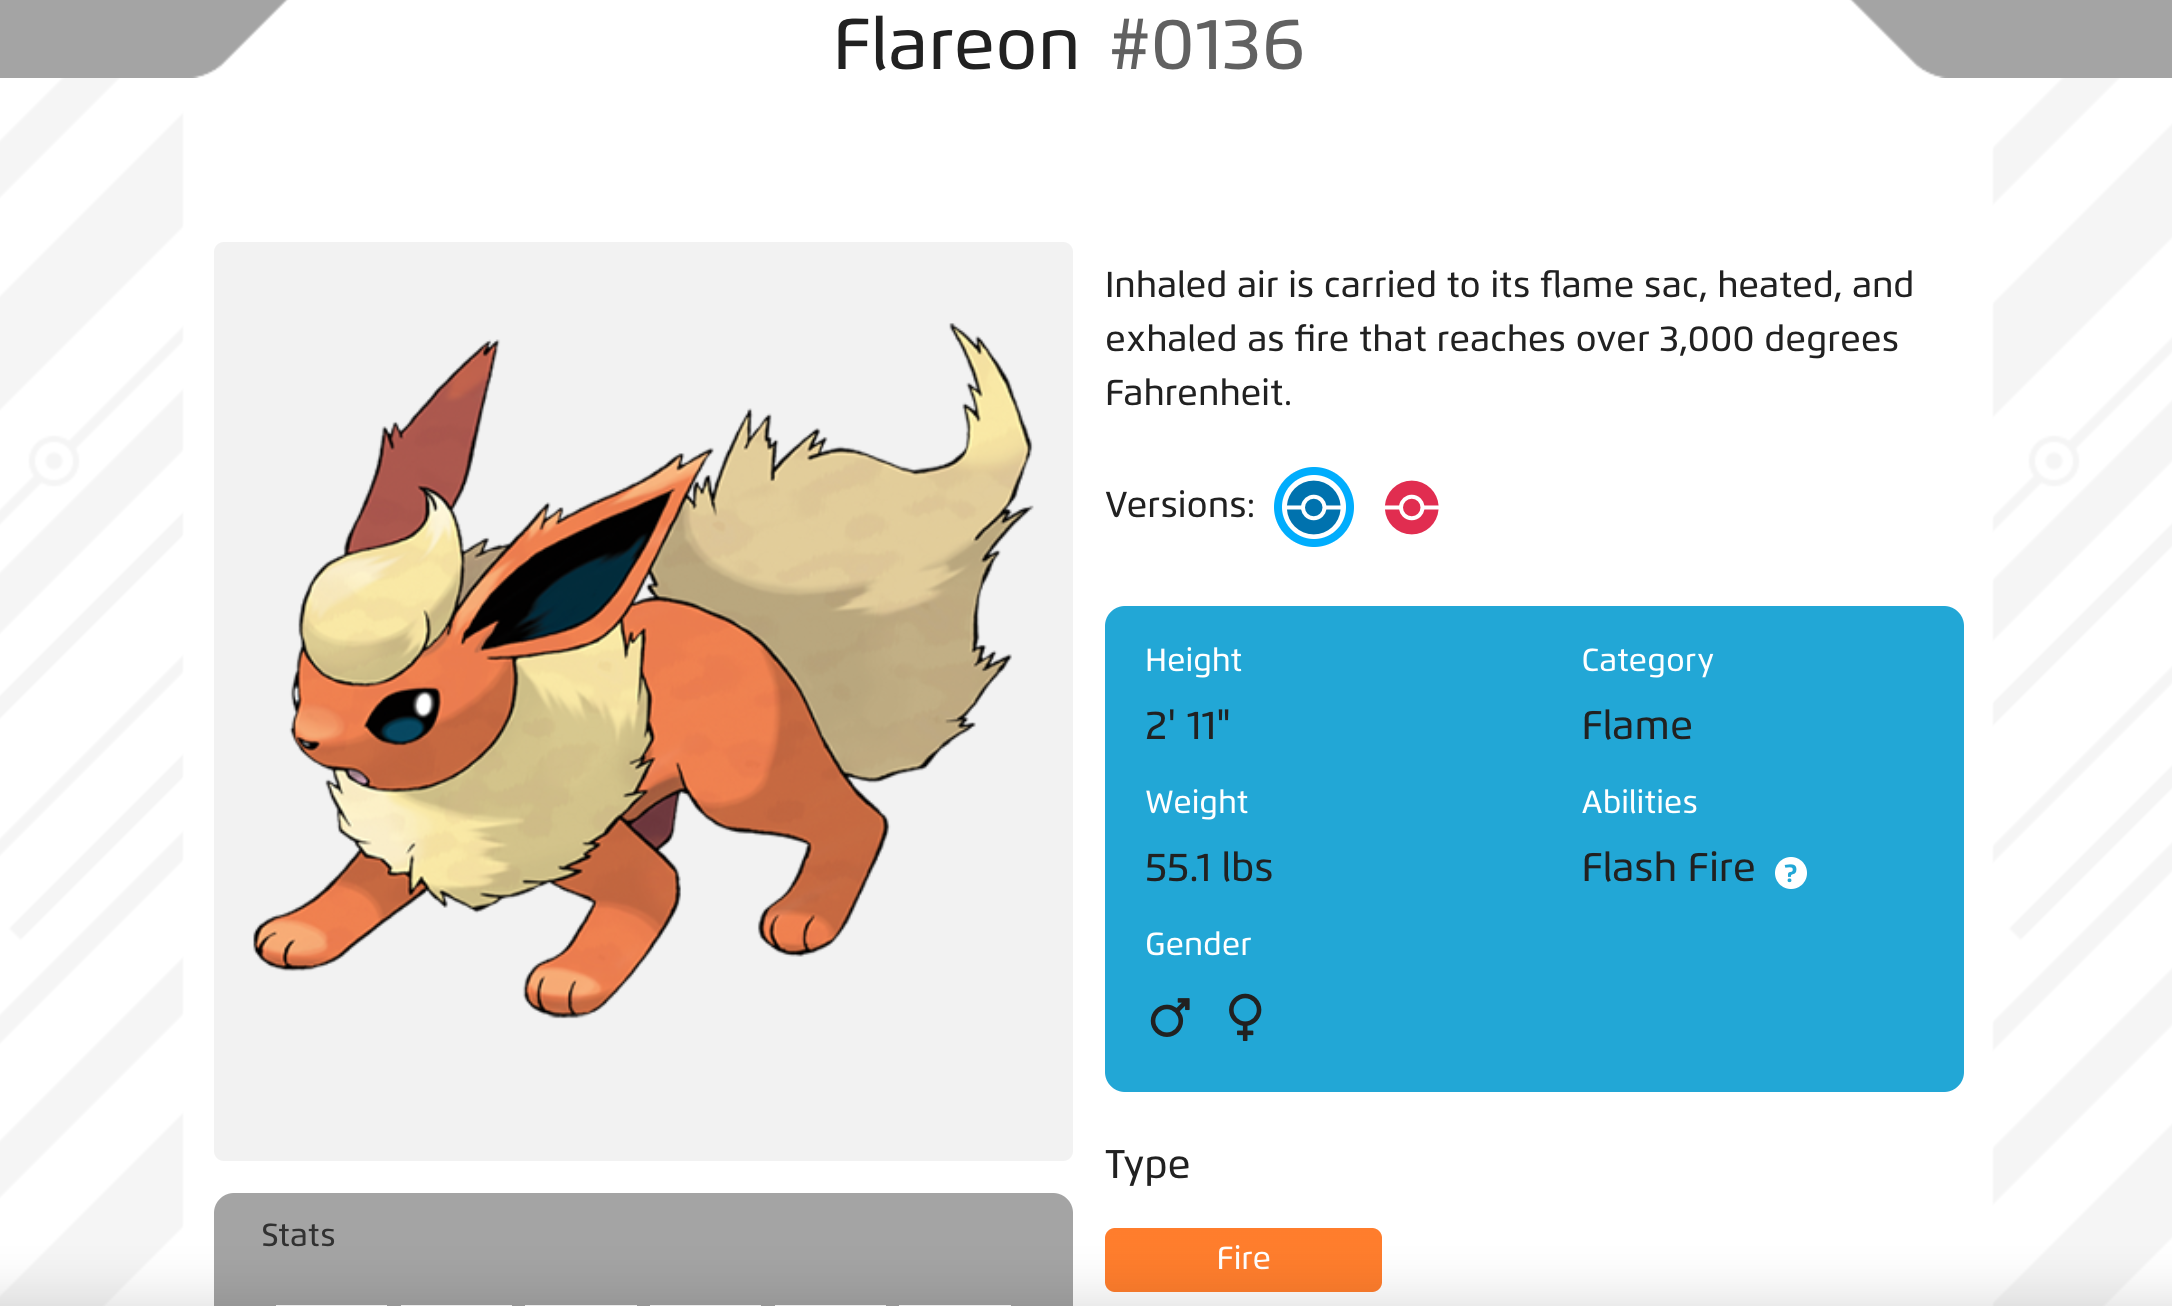 Flareon #0136
Inhaled air is carried to its flame sac, heated, and
exhaled as fire that reaches over 3,000 degrees
Fahrenheit.
Versions:
Height
2' 11"
Weight
55.1 lbs
Gender
♂ ♀
Category
Flame
Abilities
Flash Fire ?
Type
Fire
Stats